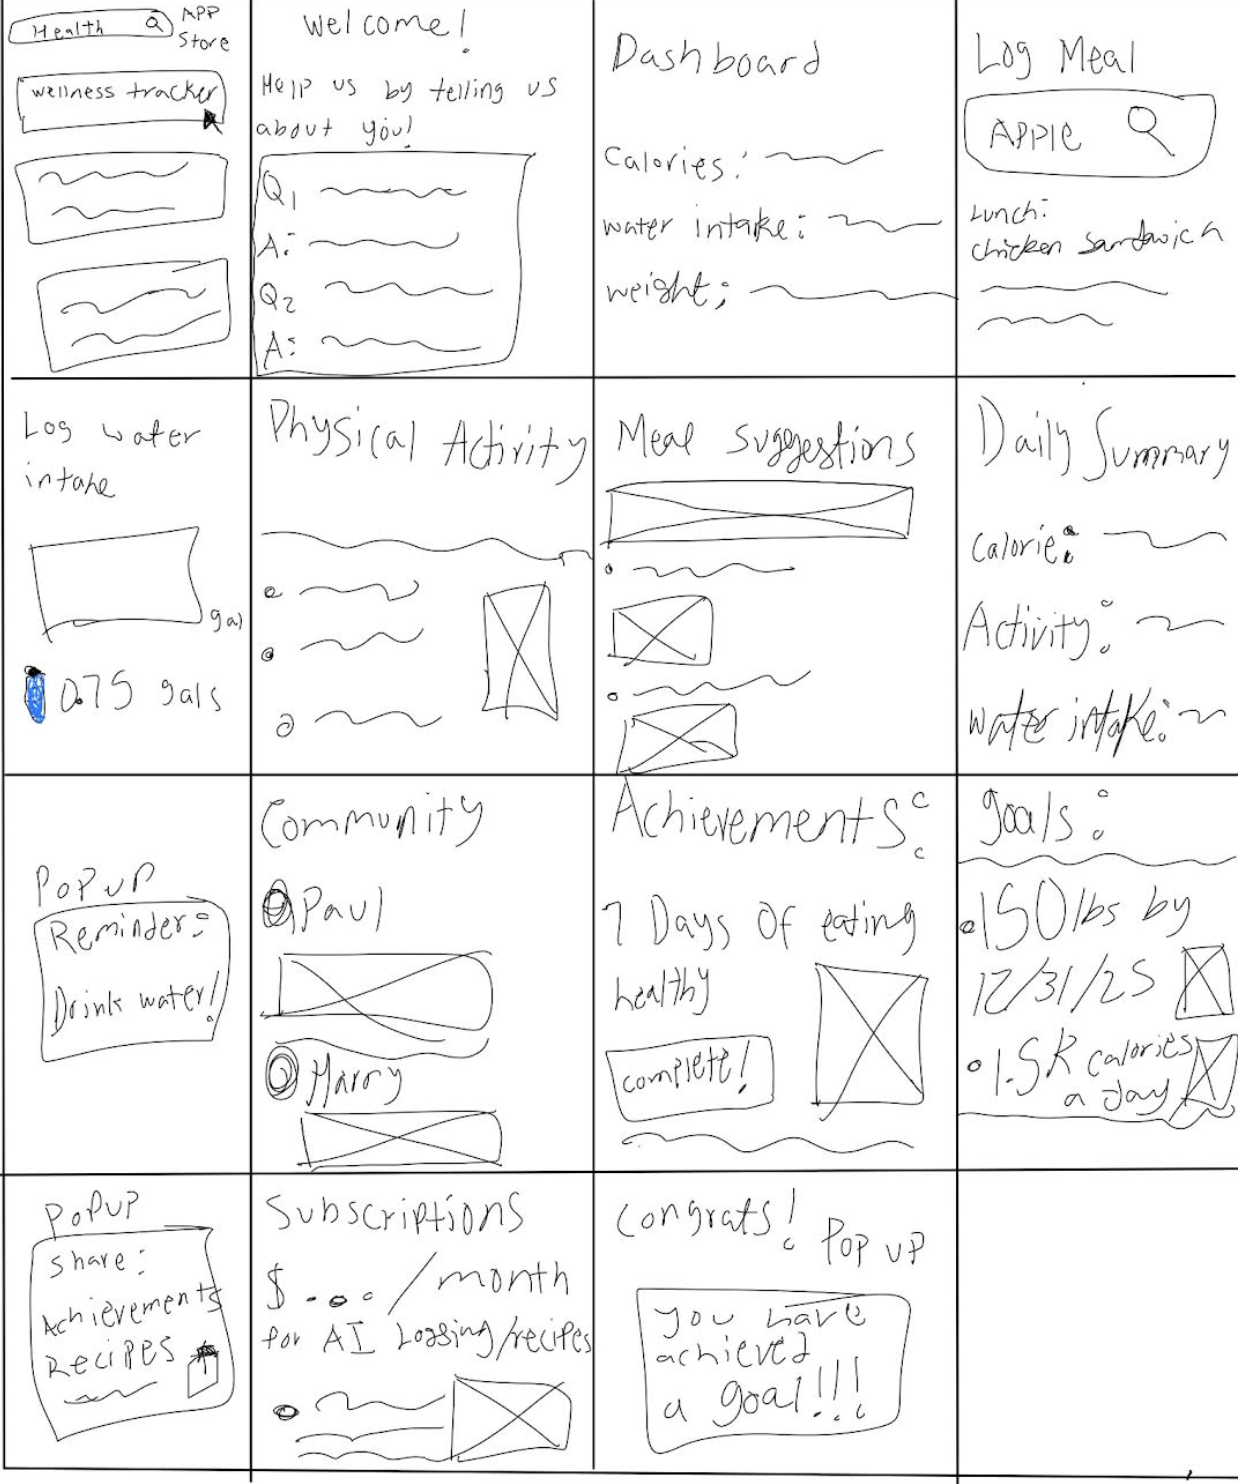 Health
APP
Store
wellness tracker
Welcome!
Help us by telling us
about you!
Q1
A:
Q2
A:
Dashboard
Calories:
water intake:
weight:
Log Meal
APPle
Lunch:
chicken sandwich
Log water
intake
gal
0.75 gals
Physical Activity
Meal suggestions
Daily Summary
Calorie:
Activity:
water intake:
POPUP
Reminder:
Drink water!
Community
Paul
Harry
Achievements:
7 Days Of eating
healthy
complete!
goals:
150lbs by
12/31/25
1.5K calories
a day
POPUP
share:
Achievements
Recipes
Subscriptions
$ ... /month
for AI Logging/recipes
Congrats!
Pop up
you have
achieved
a goal!!!